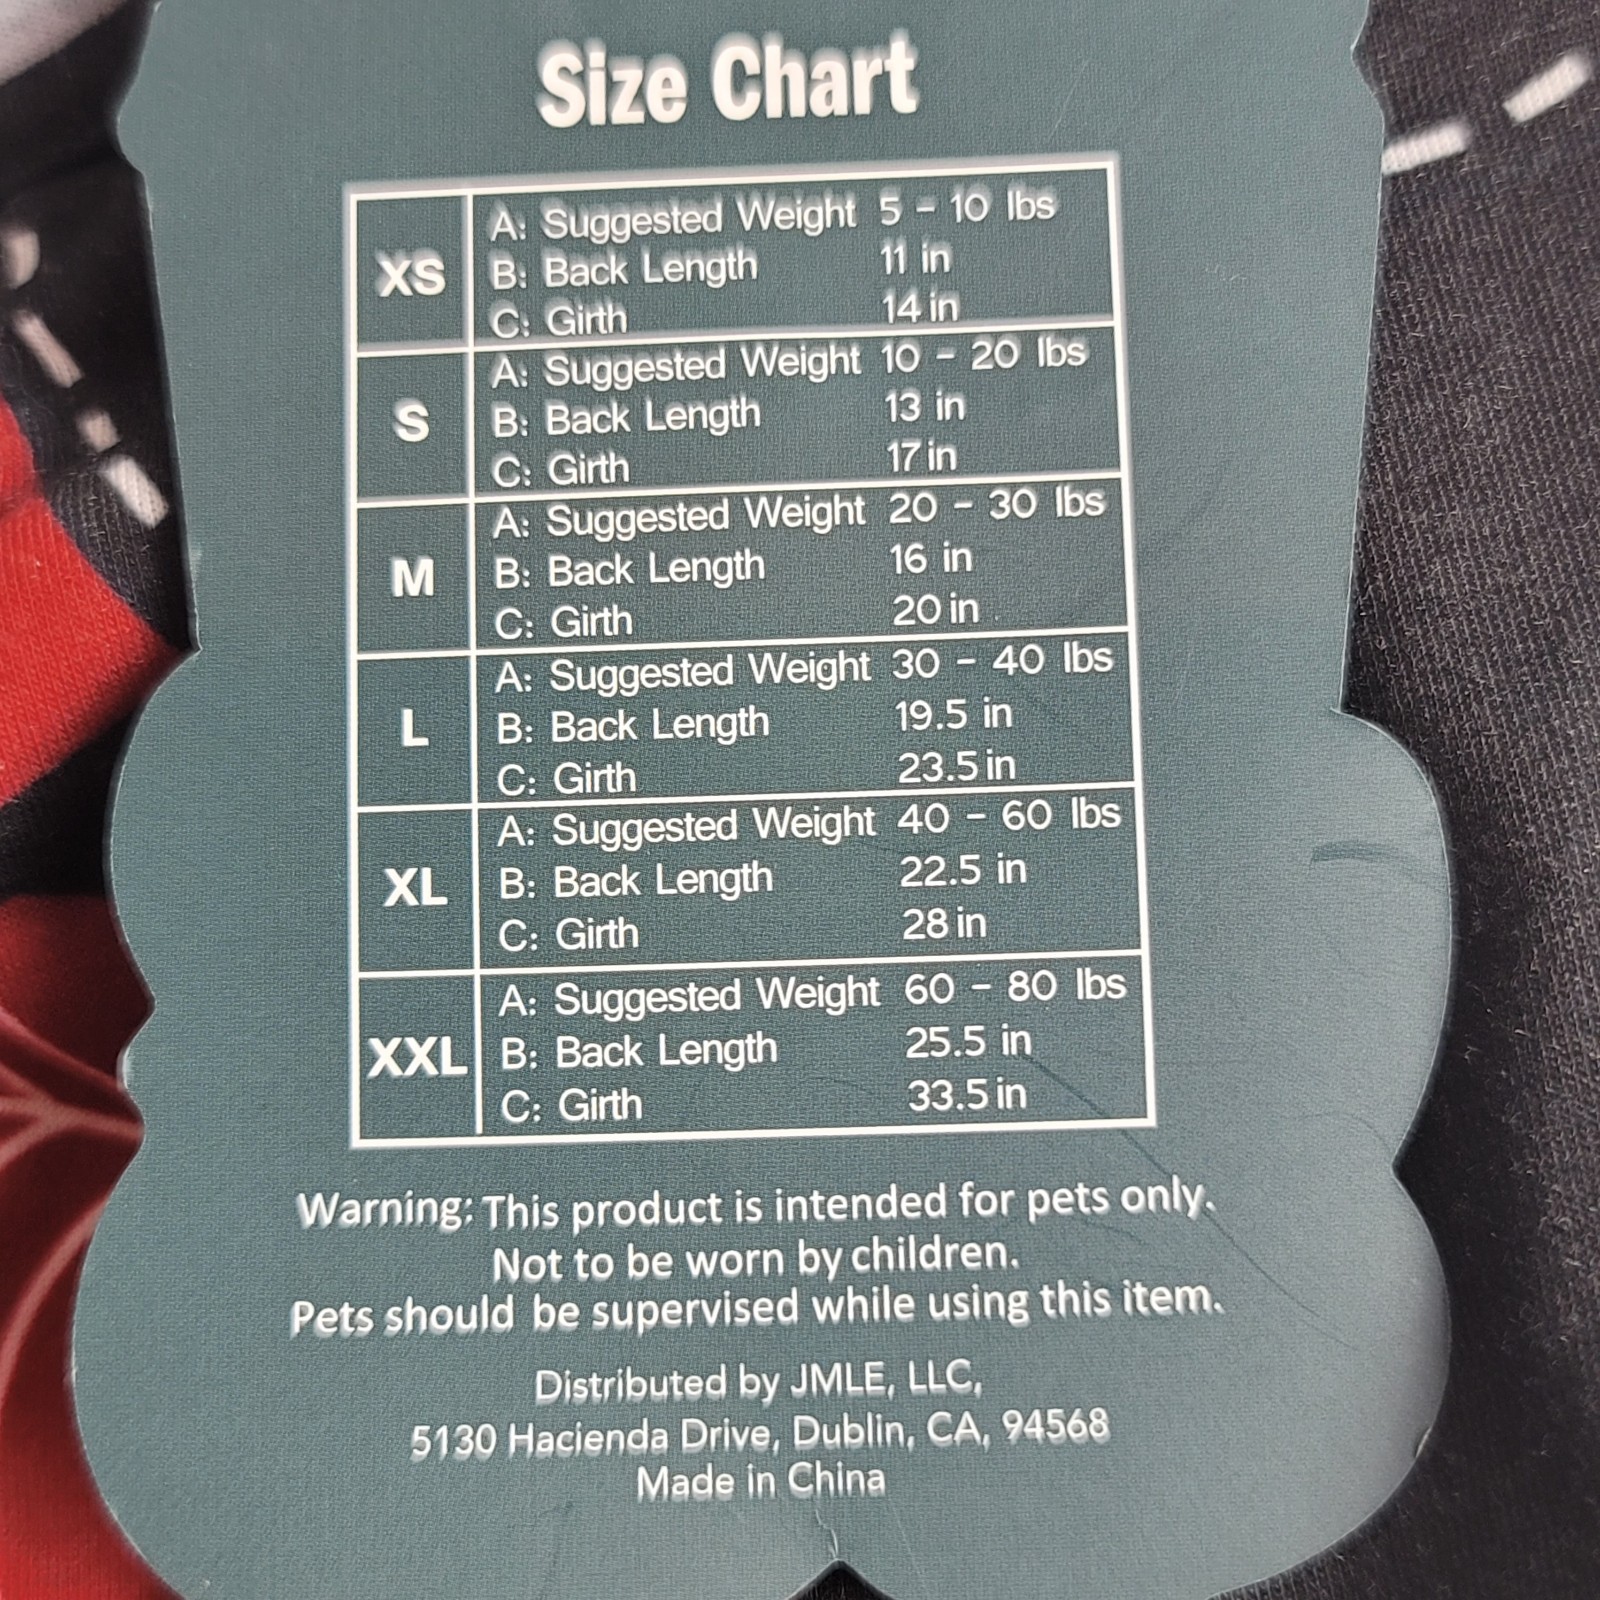 Size Chart
XS
A: Suggested Weight 5 - 10 lbs
B: Back Length 11 in
C: Girth 14 in
S
A: Suggested Weight 10 - 20 lbs
B: Back Length 13 in
C: Girth 17 in
M
A: Suggested Weight 20 - 30 lbs
B: Back Length 16 in
C: Girth 20 in
L
A: Suggested Weight 30 - 40 lbs
B: Back Length 19.5 in
C: Girth 23.5 in
XL
A: Suggested Weight 40 - 60 lbs
B: Back Length 22.5 in
C: Girth 28 in
XXL
A: Suggested Weight 60 - 80 lbs
B: Back Length 25.5 in
C: Girth 33.5 in
Warning: This product is intended for pets only.
Not to be worn by children.
Pets should be supervised while using this item.
Distributed by JMLE, LLC,
5130 Hacienda Drive, Dublin, CA, 94568
Made in China